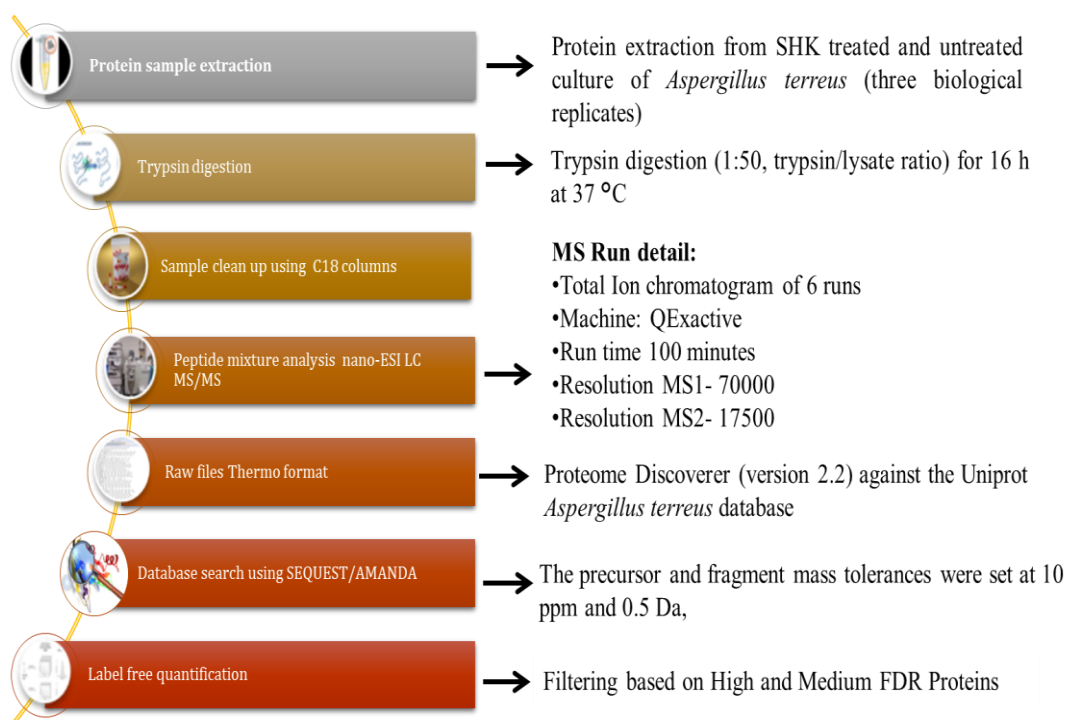 Protein sample extraction
Protein extraction from SHK treated and untreated
culture of Aspergillus terreus (three biological
replicates)
Trypsin digestion
Trypsin digestion (1:50, trypsin/lysate ratio) for 16 h
at 37 °C
Sample clean up using C18 columns
MS Run detail:
•Total Ion chromatogram of 6 runs
•Machine: QExactive
•Run time 100 minutes
•Resolution MS1- 70000
•Resolution MS2- 17500
Peptide mixture analysis nano-ESI LC
MS/MS
Raw files Thermo format
Proteome Discoverer (version 2.2) against the Uniprot
Aspergillus terreus database
Database search using SEQUEST/AMANDA
The precursor and fragment mass tolerances were set at 10
ppm and 0.5 Da,
Label free quantification
Filtering based on High and Medium FDR Proteins